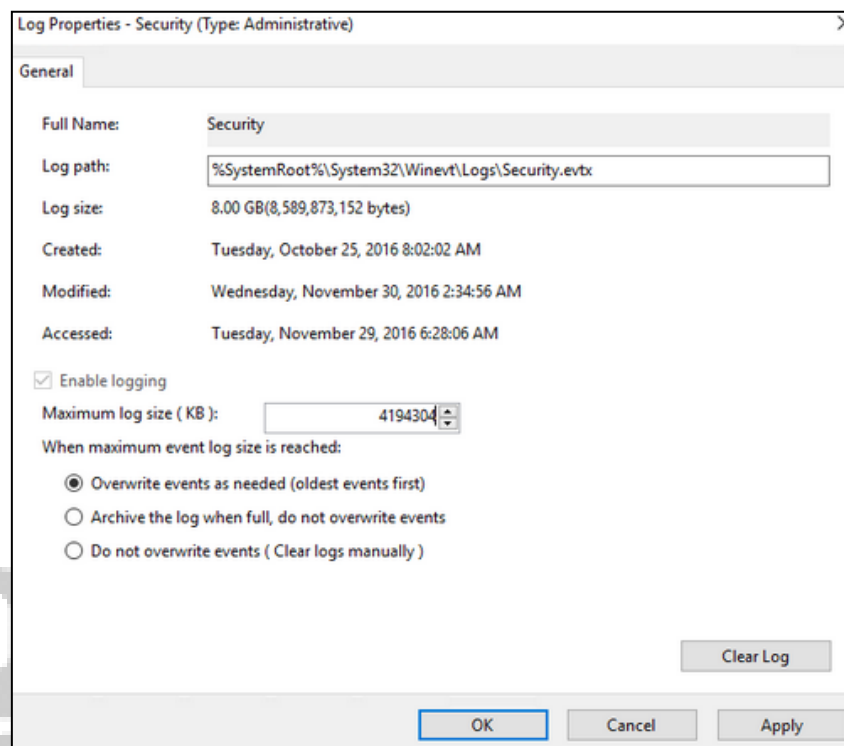 Log Properties - Security (Type: Administrative)
General
Full Name: Security
Log path: %SystemRoot%\System32\Winevt\Logs\Security.evtx
Log size: 8.00 GB(8,589,873,152 bytes)
Created: Tuesday, October 25, 2016 8:02:02 AM
Modified: Wednesday, November 30, 2016 2:34:56 AM
Accessed: Tuesday, November 29, 2016 6:28:06 AM
Enable logging
Maximum log size ( KB ): 4194304
When maximum event log size is reached:
Overwrite events as needed (oldest events first)
Archive the log when full, do not overwrite events
Do not overwrite events ( Clear logs manually )
Clear Log
OK Cancel Apply